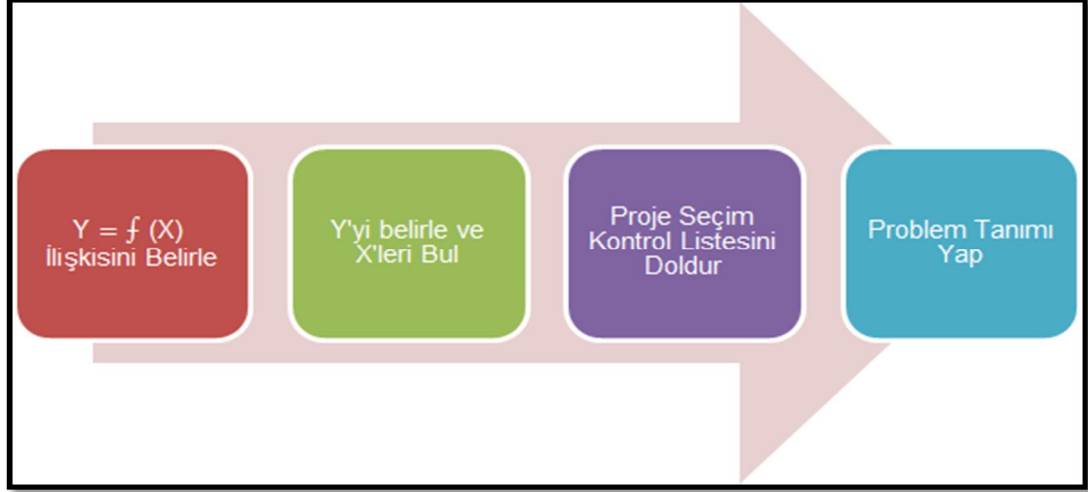 Y = ⨍ (X)
İlişkisini Belirle
Y'yi belirle ve
X'leri Bul
Proje Seçim
Kontrol Listesini
Doldur
Problem Tanımı
Yap